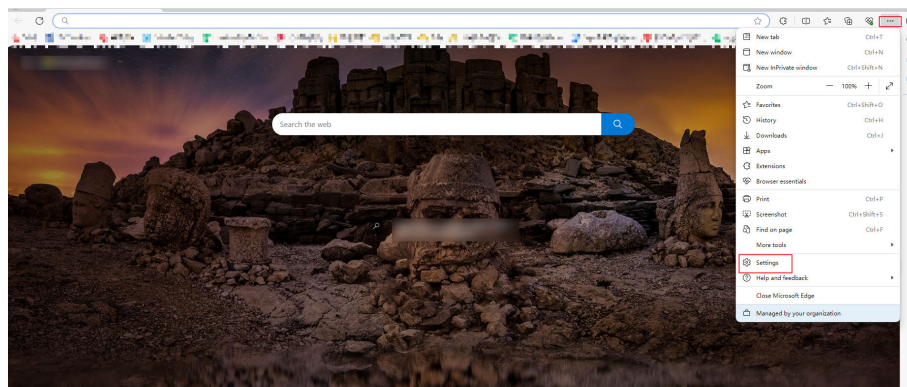 New tab Ctrl+T
New window Ctrl+N
New InPrivate window Ctrl+Shift+N
Zoom 100%
Favorites Ctrl+Shift+O
History Ctrl+H
Downloads Ctrl+J
Apps
Extensions
Browser essentials
Print Ctrl+P
Screenshot Ctrl+Shift+S
Find on page Ctrl+F
More tools
Settings
Help and feedback
Close Microsoft Edge
Managed by your organization
Search the web